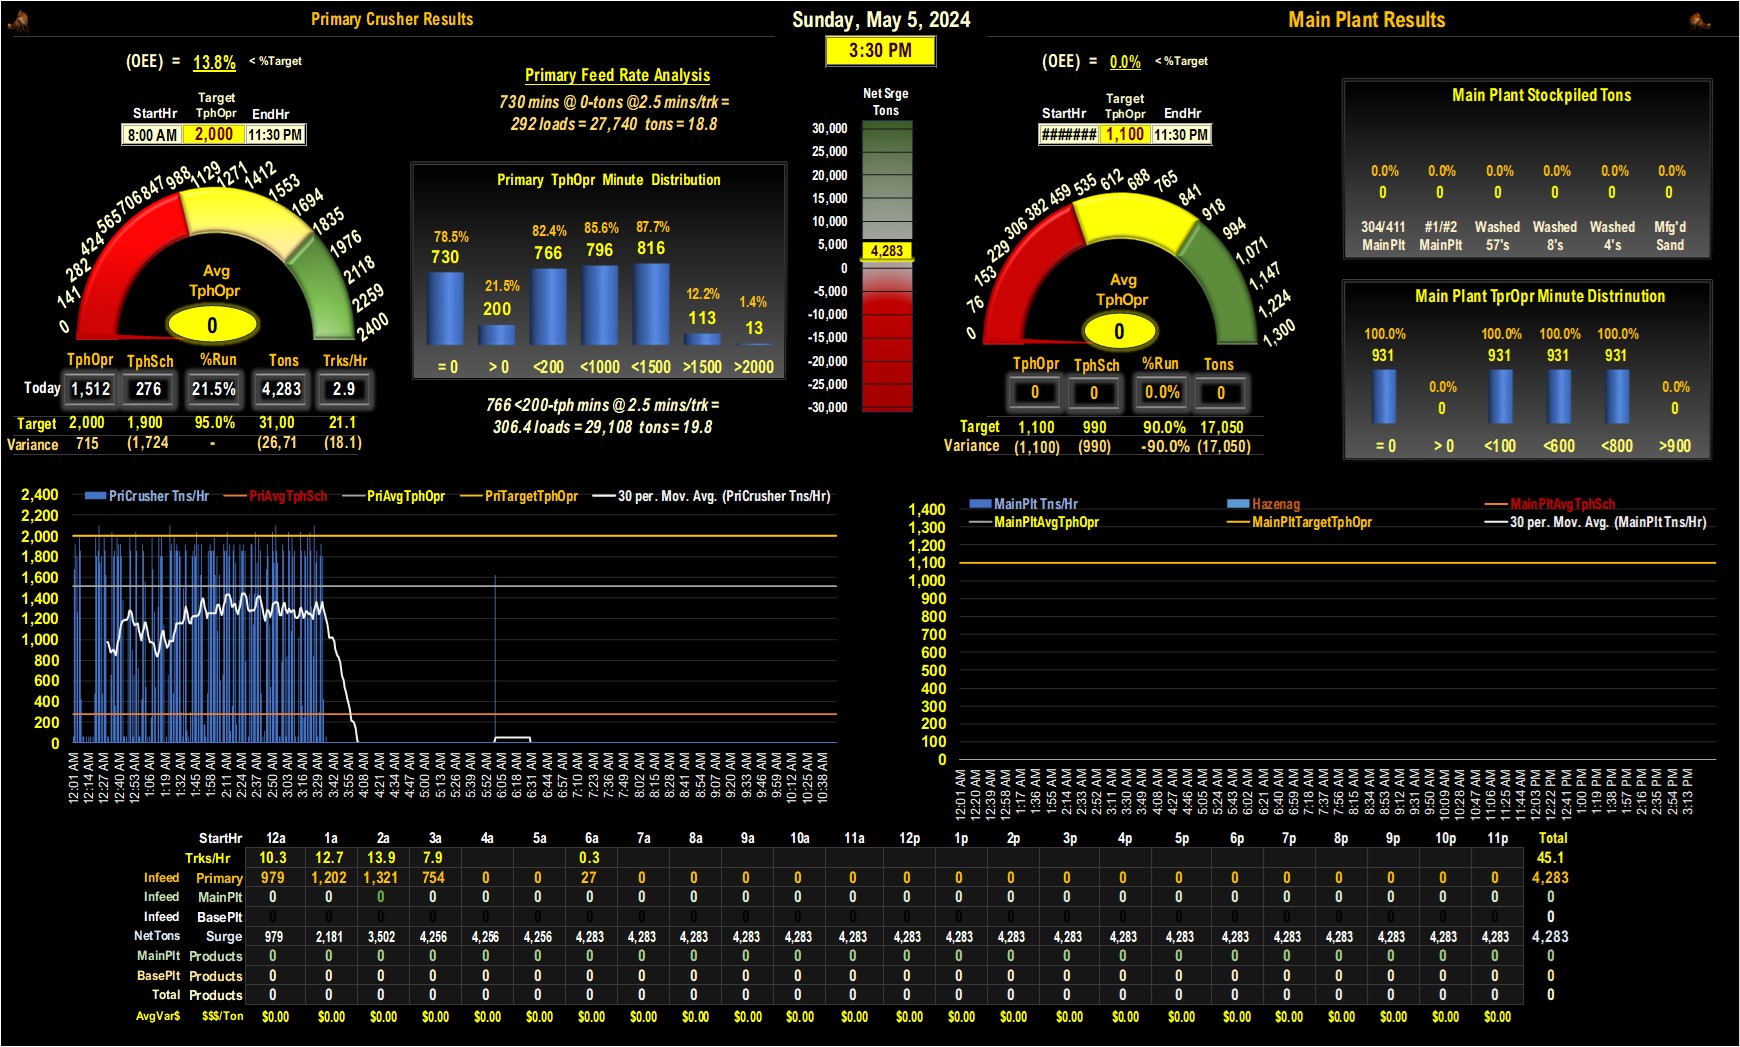 Primary Crusher Results
Sunday, May 5, 2024
Main Plant Results
3:30 PM
(OEE) = 13.8% < %Target
StartHr Target TphOpr EndHr
8:00 AM 2,000 11:30 PM
0 141 282 424 565 706 847 988 1129 1271 1412 1553 1694 1835 1976 2118 2259 2400
Avg
TphOpr
0
TphOpr TphSch %Run Tons Trks/Hr
Today 1,512 276 21.5% 4,283 2.9
Target 2,000 1,900 95.0% 31,00 21.1
Variance 715 (1,724 - (26,71 (18.1)
Primary Feed Rate Analysis
730 mins @ 0-tons @2.5 mins/trk =
292 loads = 27,740 tons = 18.8
Primary TphOpr Minute Distribution
78.5% 21.5% 82.4% 85.6% 87.7% 12.2% 1.4%
730 200 766 796 816 113 13
= 0 > 0 <200 <1000 <1500 >1500 >2000
766 <200-tph mins @ 2.5 mins/trk =
306.4 loads = 29,108 tons = 19.8
Net Srge
Tons
30,000
25,000
20,000
15,000
10,000
5,000
4,283
0
-5,000
-10,000
-15,000
-20,000
-25,000
-30,000
(OEE) = 0.0% < %Target
StartHr Target TphOpr EndHr
####### 1,100 11:30 PM
0 76 153 229 306 382 459 535 612 688 765 841 918 994 1,071 1,147 1,224 1,300
Avg
TphOpr
0
TphOpr TphSch %Run Tons
0 0 0.0% 0
Target 1,100 990 90.0% 17,050
Variance (1,100) (990) -90.0% (17,050)
Main Plant Stockpiled Tons
0.0% 0.0% 0.0% 0.0% 0.0% 0.0%
0 0 0 0 0 0
304/411 #1/#2 Washed Washed Washed Mfg'd
MainPlt MainPlt 57's 8's 4's Sand
Main Plant TprOpr Minute Distrinution
100.0% 0.0% 100.0% 100.0% 100.0% 0.0%
931 0 931 931 931 0
= 0 > 0 <100 <600 <800 >900
PriCrusher Tns/Hr PriAvgTphSch PriAvgTphOpr PriTargetTphOpr 30 per. Mov. Avg. (PriCrusher Tns/Hr)
2,400
2,200
2,000
1,800
1,600
1,400
1,200
1,000
800
600
400
200
0
12:01 AM 12:14 AM 12:27 AM 12:40 AM 12:53 AM 1:06 AM 1:19 AM 1:32 AM 1:45 AM 1:58 AM 2:11 AM 2:24 AM 2:37 AM 2:50 AM 3:03 AM 3:16 AM 3:29 AM 3:42 AM 3:55 AM 4:08 AM 4:21 AM 4:34 AM 4:47 AM 5:00 AM 5:13 AM 5:26 AM 5:39 AM 5:52 AM 6:05 AM 6:18 AM 6:31 AM 6:44 AM 6:57 AM 7:10 AM 7:23 AM 7:36 AM 7:49 AM 8:02 AM 8:15 AM 8:28 AM 8:41 AM 8:54 AM 9:07 AM 9:20 AM 9:33 AM 9:46 AM 9:59 AM 10:12 AM 10:25 AM 10:38 AM
MainPlt Tns/Hr Hazenag MainPltAvgTphSch
MainPltAvgTphOpr MainPltTargetTphOpr 30 per. Mov. Avg. (MainPlt Tns/Hr)
1,400
1,300
1,200
1,100
1,000
900
800
700
600
500
400
300
200
100
0
12:01 AM 12:20 AM 12:39 AM 12:58 AM 1:17 AM 1:36 AM 1:55 AM 2:14 AM 2:33 AM 2:52 AM 3:11 AM 3:30 AM 3:49 AM 4:08 AM 4:27 AM 4:46 AM 5:05 AM 5:24 AM 5:43 AM 6:02 AM 6:21 AM 6:40 AM 6:59 AM 7:18 AM 7:37 AM 7:56 AM 8:15 AM 8:34 AM 8:53 AM 9:12 AM 9:31 AM 9:50 AM 10:09 AM 10:28 AM 10:47 AM 11:06 AM 11:25 AM 11:44 AM 12:03 PM 12:22 PM 12:41 PM 1:00 PM 1:19 PM 1:38 PM 1:57 PM 2:16 PM 2:35 PM 2:54 PM 3:13 PM
StartHr 12a 1a 2a 3a 4a 5a 6a 7a 8a 9a 10a 11a 12p 1p 2p 3p 4p 5p 6p 7p 8p 9p 10p 11p Total
Trks/Hr 10.3 12.7 13.9 7.9 0.3 45.1
Infeed Primary 979 1,202 1,321 754 0 0 27 0 0 0 0 0 0 0 0 0 0 0 0 0 0 0 0 0 4,283
Infeed MainPlt 0 0 0 0 0 0 0 0 0 0 0 0 0 0 0 0 0 0 0 0 0 0 0 0 0
Infeed BasePlt 0 0 0 0 0 0 0 0 0 0 0 0 0 0 0 0 0 0 0 0 0 0 0 0 0
NetTons Surge 979 2,181 3,502 4,256 4,256 4,256 4,283 4,283 4,283 4,283 4,283 4,283 4,283 4,283 4,283 4,283 4,283 4,283 4,283 4,283 4,283 4,283 4,283 4,283 4,283
MainPlt Products 0 0 0 0 0 0 0 0 0 0 0 0 0 0 0 0 0 0 0 0 0 0 0 0 0
BasePlt Products 0 0 0 0 0 0 0 0 0 0 0 0 0 0 0 0 0 0 0 0 0 0 0 0 0
Total Products 0 0 0 0 0 0 0 0 0 0 0 0 0 0 0 0 0 0 0 0 0 0 0 0 0
AvgVar$ $$$/Ton $0.00 $0.00 $0.00 $0.00 $0.00 $0.00 $0.00 $0.00 $0.00 $0.00 $0.00 $0.00 $0.00 $0.00 $0.00 $0.00 $0.00 $0.00 $0.00 $0.00 $0.00 $0.00 $0.00 $0.00